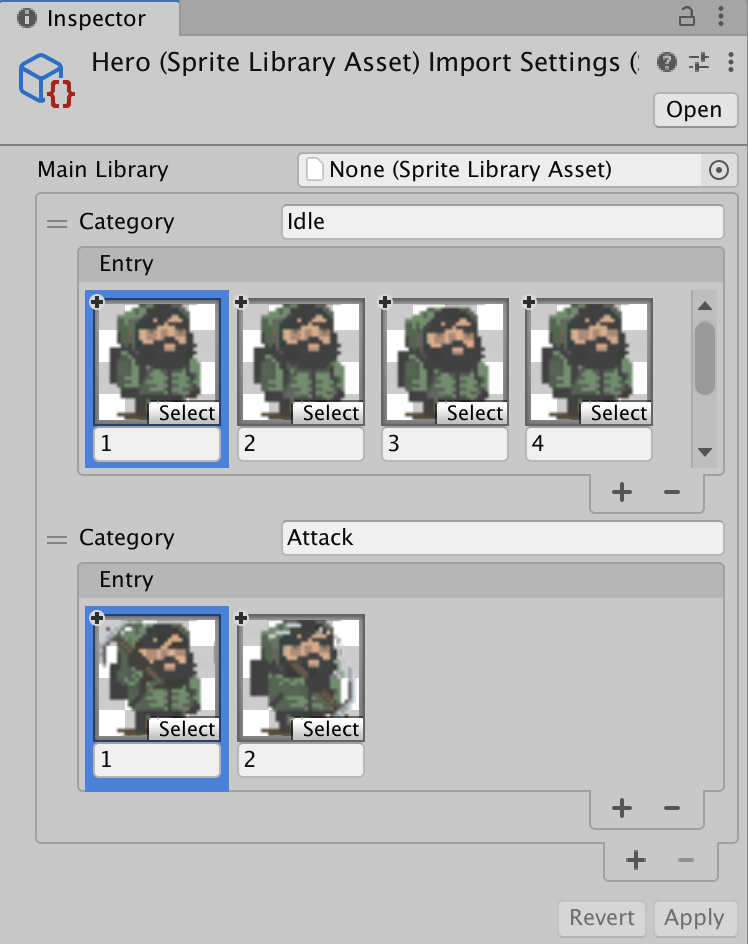 Inspector
Hero (Sprite Library Asset) Import Settings (
Open
Main Library None (Sprite Library Asset)
Category Idle
Entry
Select Select Select Select
1 2 3 4
+ −
Category Attack
Entry
Select Select
1 2
+ −
+ −
Revert Apply